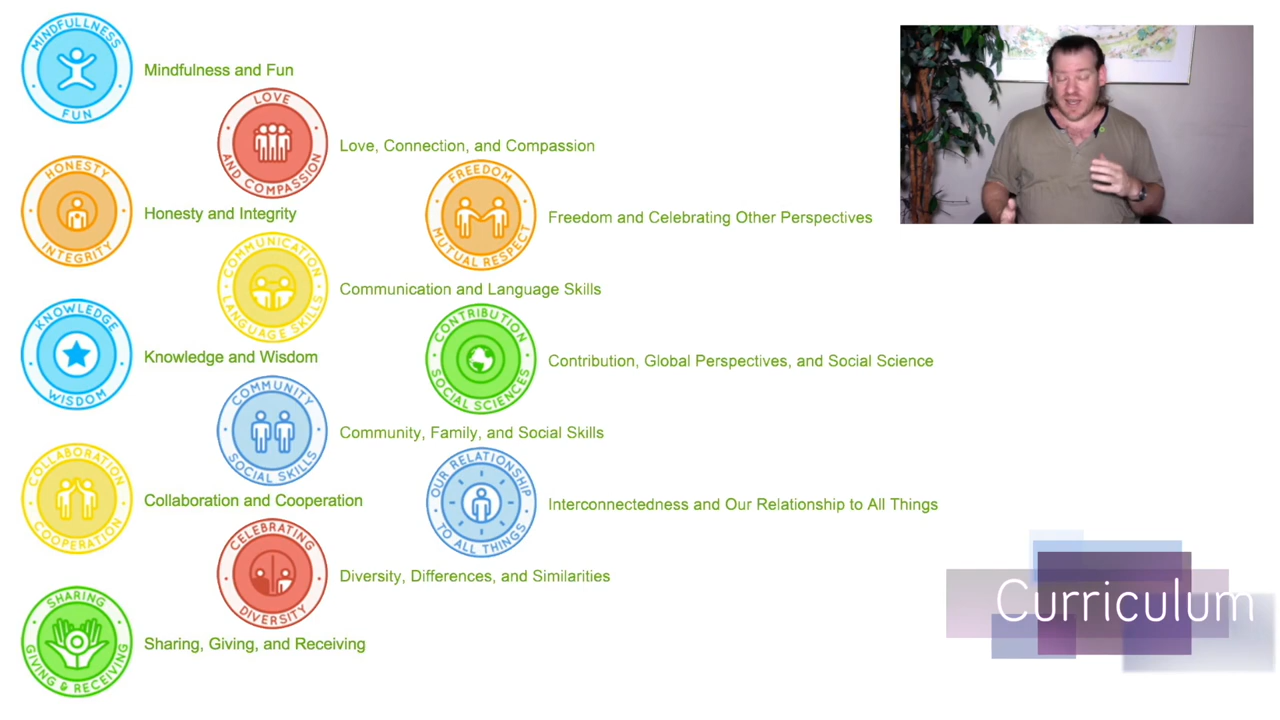 MINDFULLNESS
FUN
Mindfulness and Fun
LOVE
AND COMPASSION
Love, Connection, and Compassion
HONESTY
INTEGRITY
Honesty and Integrity
FREEDOM
MUTUAL RESPECT
Freedom and Celebrating Other Perspectives
COMMUNICATION
LANGUAGE SKILLS
Communication and Language Skills
KNOWLEDGE
WISDOM
Knowledge and Wisdom
CONTRIBUTION
SOCIAL SCIENCES
Contribution, Global Perspectives, and Social Science
COMMUNITY
SOCIAL SKILLS
Community, Family, and Social Skills
COLLABORATION
COOPERATION
Collaboration and Cooperation
OUR RELATIONSHIP
TO ALL THINGS
Interconnectedness and Our Relationship to All Things
CELEBRATING
DIVERSITY
Diversity, Differences, and Similarities
SHARING
GIVING & RECEIVING
Sharing, Giving, and Receiving
Curriculum